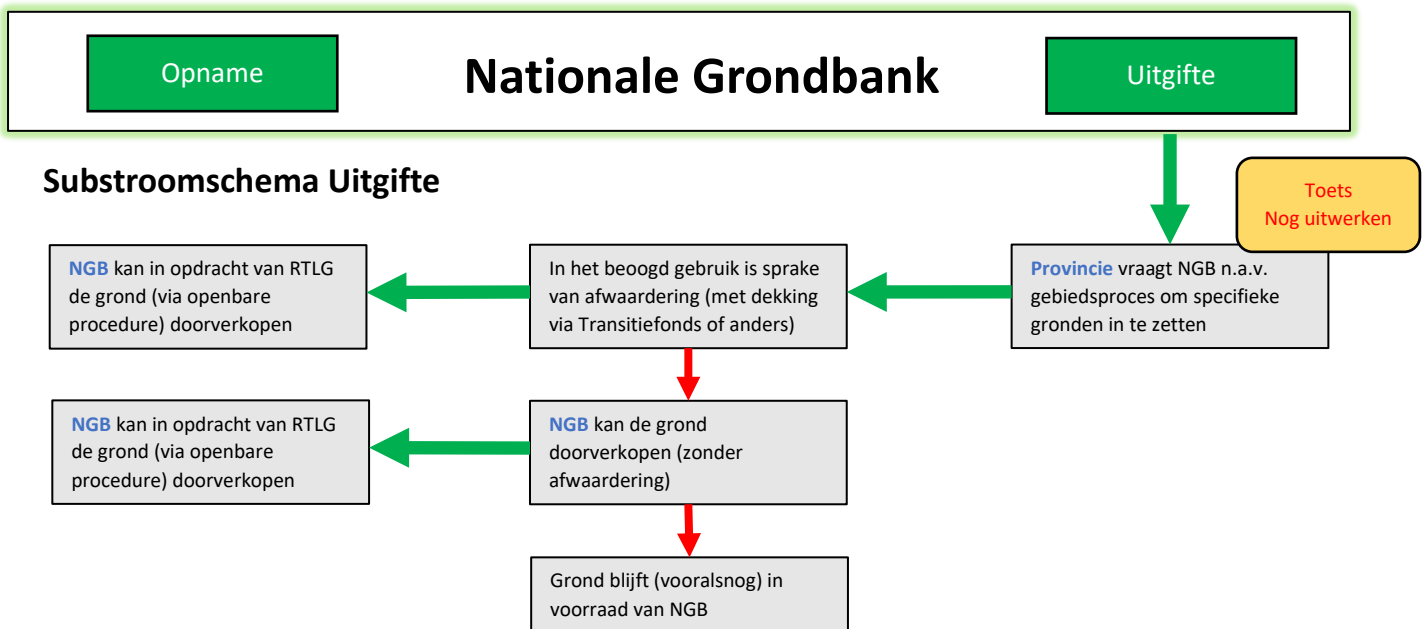 Opname
Nationale Grondbank
Uitgifte
Substroomschema Uitgifte
Toets
Nog uitwerken
NGB kan in opdracht van RTLG
de grond (via openbare
procedure) doorverkopen
In het beoogd gebruik is sprake
van afwaardering (met dekking
via Transitiefonds of anders)
Provincie vraagt NGB n.a.v.
gebiedsproces om specifieke
gronden in te zetten
NGB kan in opdracht van RTLG
de grond (via openbare
procedure) doorverkopen
NGB kan de grond
doorverkopen (zonder
afwaardering)
Grond blijft (vooralsnog) in
voorraad van NGB